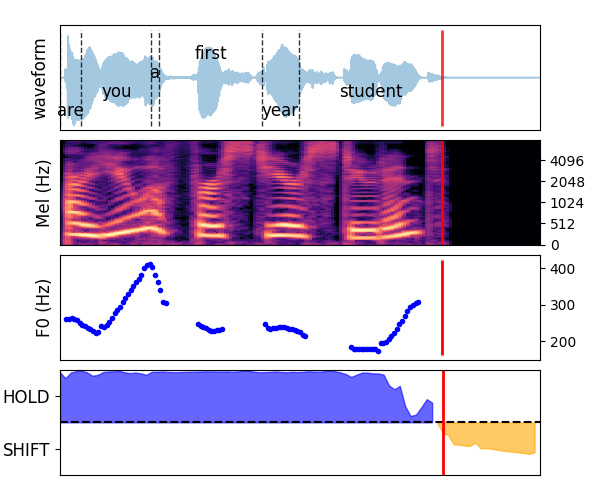 waveform
are you a first year student
Mel (Hz)
4096
2048
1024
512
0
F0 (Hz)
400
300
200
HOLD
SHIFT